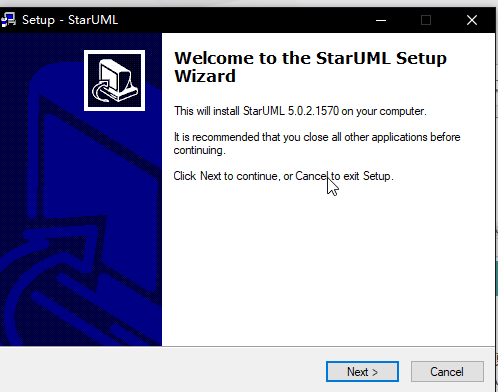 Setup - StarUML
Welcome to the StarUML Setup
Wizard
This will install StarUML 5.0.2.1570 on your computer.
It is recommended that you close all other applications before
continuing.
Click Next to continue, or Cancel to exit Setup.
Next >
Cancel